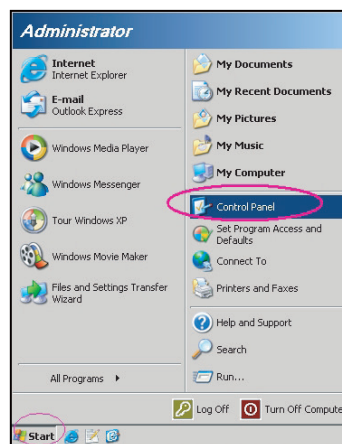 Administrator
Internet
Internet Explorer
E-mail
Outlook Express
Windows Media Player
Windows Messenger
Tour Windows XP
Windows Movie Maker
Files and Settings Transfer
Wizard
All Programs
My Documents
My Recent Documents
My Pictures
My Music
My Computer
Control Panel
Set Program Access and
Defaults
Connect To
Printers and Faxes
Help and Support
Search
Run...
Log Off
Turn Off Compute
Start